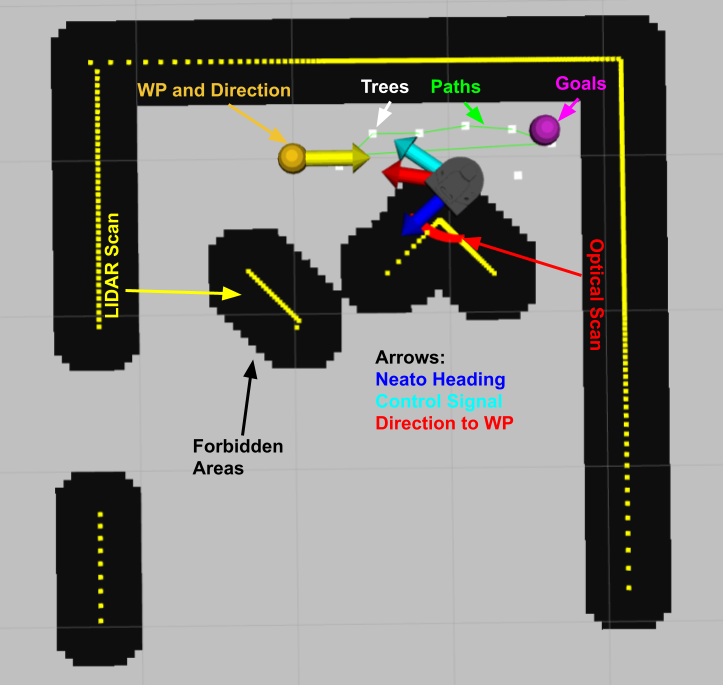 WP and Direction
Trees
Paths
Goals
LIDAR Scan
Optical Scan
Arrows:
Neato Heading
Control Signal
Direction to WP
Forbidden
Areas